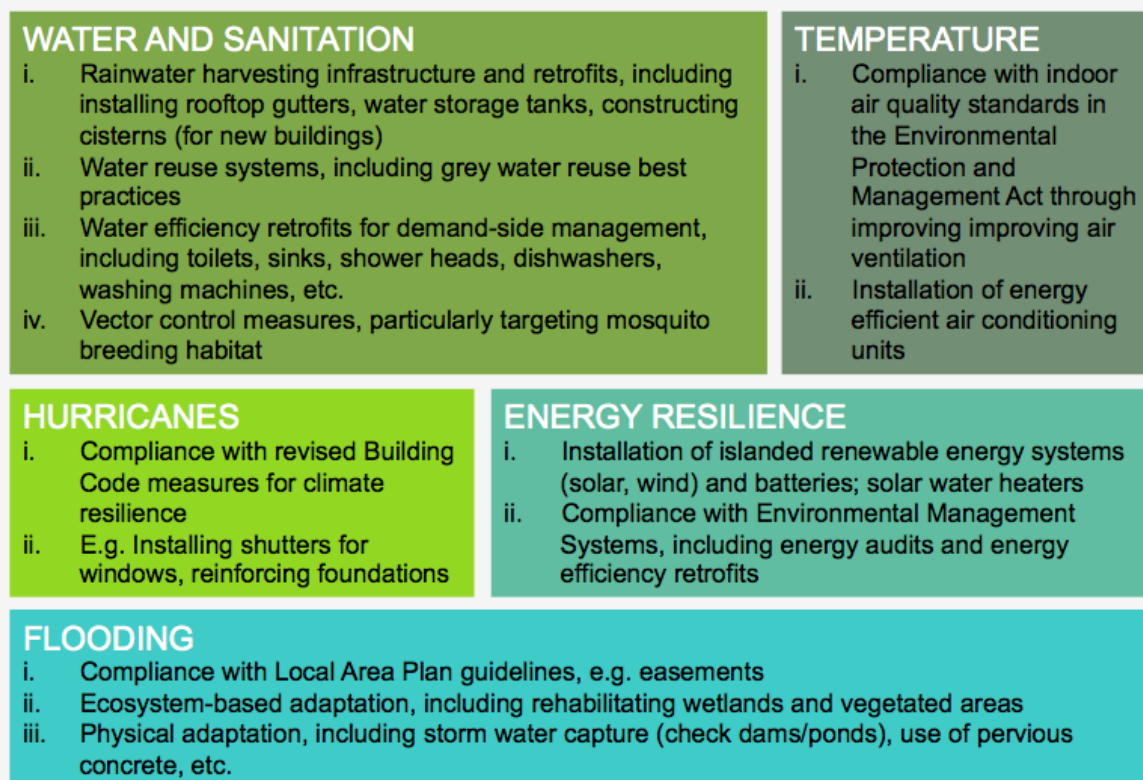 WATER AND SANITATION
i. Rainwater harvesting infrastructure and retrofits, including
installing rooftop gutters, water storage tanks, constructing
cisterns (for new buildings)
ii. Water reuse systems, including grey water reuse best
practices
iii. Water efficiency retrofits for demand-side management,
including toilets, sinks, shower heads, dishwashers,
washing machines, etc.
iv. Vector control measures, particularly targeting mosquito
breeding habitat
TEMPERATURE
i. Compliance with indoor
air quality standards in
the Environmental
Protection and
Management Act through
improving improving air
ventilation
ii. Installation of energy
efficient air conditioning
units
HURRICANES
i. Compliance with revised Building
Code measures for climate
resilience
ii. E.g. Installing shutters for
windows, reinforcing foundations
ENERGY RESILIENCE
i. Installation of islanded renewable energy systems
(solar, wind) and batteries; solar water heaters
ii. Compliance with Environmental Management
Systems, including energy audits and energy
efficiency retrofits
FLOODING
i. Compliance with Local Area Plan guidelines, e.g. easements
ii. Ecosystem-based adaptation, including rehabilitating wetlands and vegetated areas
iii. Physical adaptation, including storm water capture (check dams/ponds), use of pervious
concrete, etc.